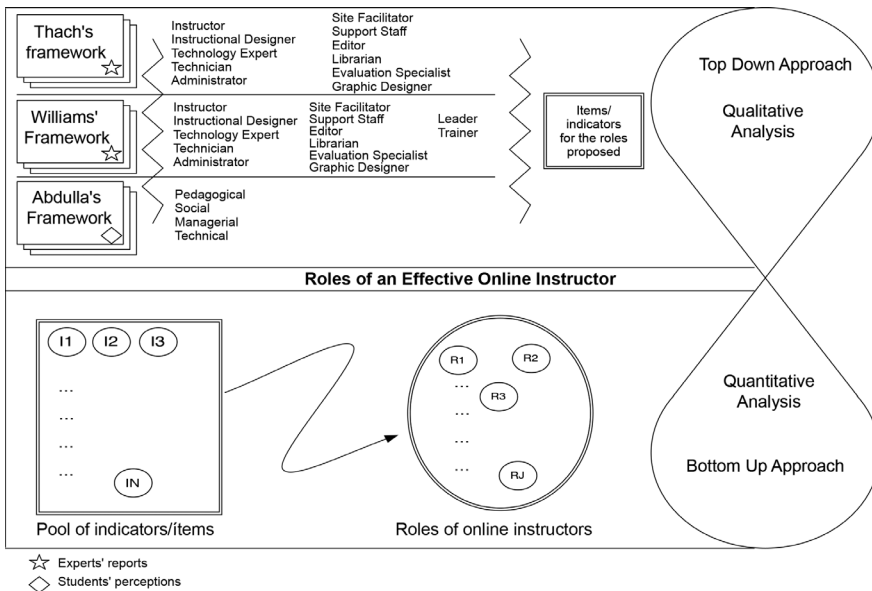 Thach's
framework
Instructor
Instructional Designer
Technology Expert
Technician
Administrator
Site Facilitator
Support Staff
Editor
Librarian
Evaluation Specialist
Graphic Designer
Williams'
Framework
Instructor
Instructional Designer
Technology Expert
Technician
Administrator
Site Facilitator
Support Staff
Editor
Librarian
Evaluation Specialist
Graphic Designer
Leader
Trainer
Abdulla's
Framework
Pedagogical
Social
Managerial
Technical
Items/
indicators
for the roles
proposed
Top Down Approach
Qualitative
Analysis
Roles of an Effective Online Instructor
I1 I2 I3
...
...
...
...
IN
Pool of indicators/ítems
R1 R2
...
R3
...
...
...
RJ
Roles of online instructors
Quantitative
Analysis
Bottom Up Approach
Experts' reports
Students' perceptions